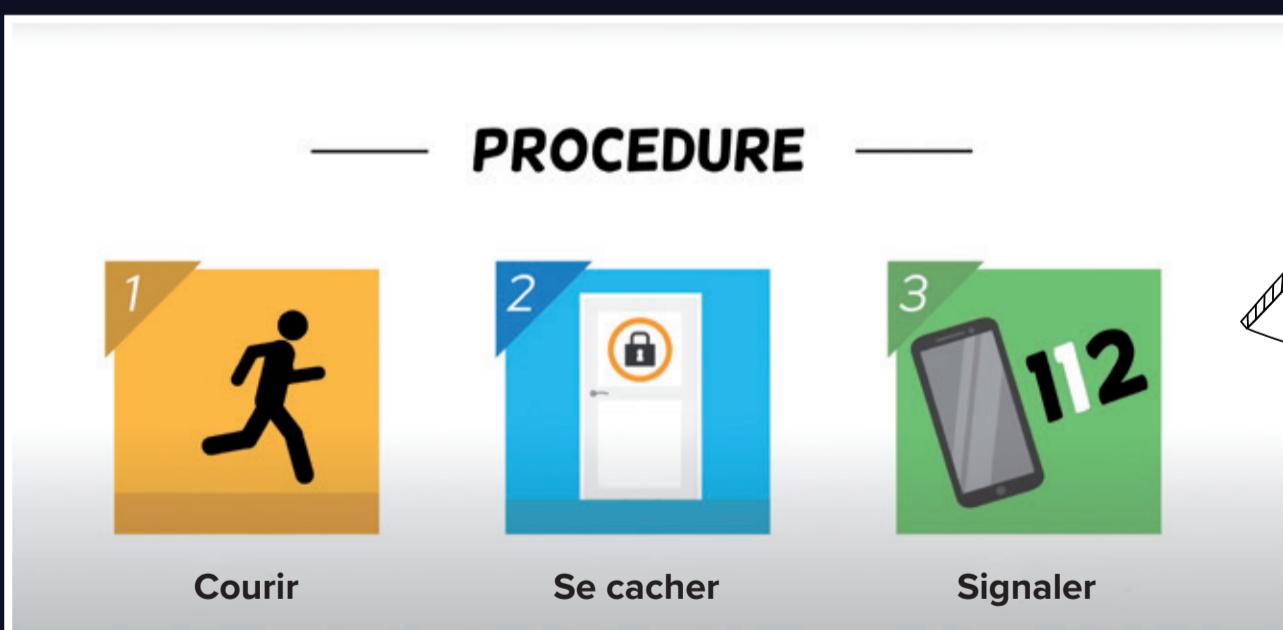 PROCEDURE
1
2
3
112
Courir
Se cacher
Signaler